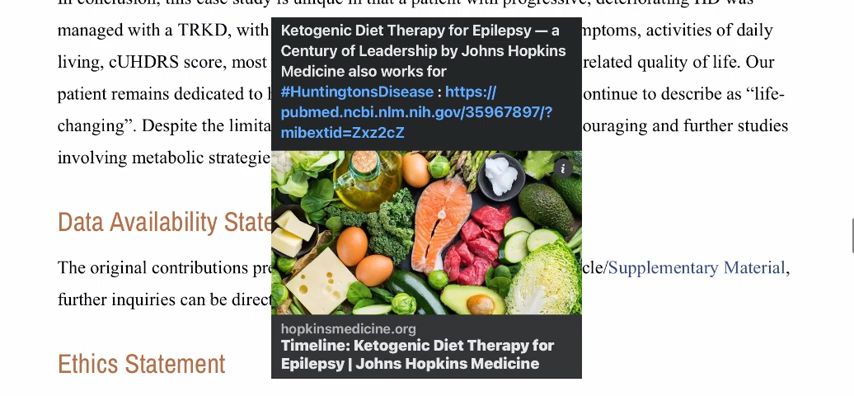 In conclusion, this case study is unique in that a patient with progressive, deteriorating HD was
managed with a TRKD, with
mptoms, activities of daily
living, cUHDRS score, most
related quality of life. Our
patient remains dedicated to
ontinue to describe as “life-
changing”. Despite the limita
ouraging and further studies
involving metabolic strategie
Data Availability State
The original contributions pre
cle/Supplementary Material,
further inquiries can be direct
Ethics Statement
Ketogenic Diet Therapy for Epilepsy — a
Century of Leadership by Johns Hopkins
Medicine also works for
#HuntingtonsDisease : https://
pubmed.ncbi.nlm.nih.gov/35967897/?
mibextid=Zxz2cZ
i
hopkinsmedicine.org
Timeline: Ketogenic Diet Therapy for
Epilepsy | Johns Hopkins Medicine